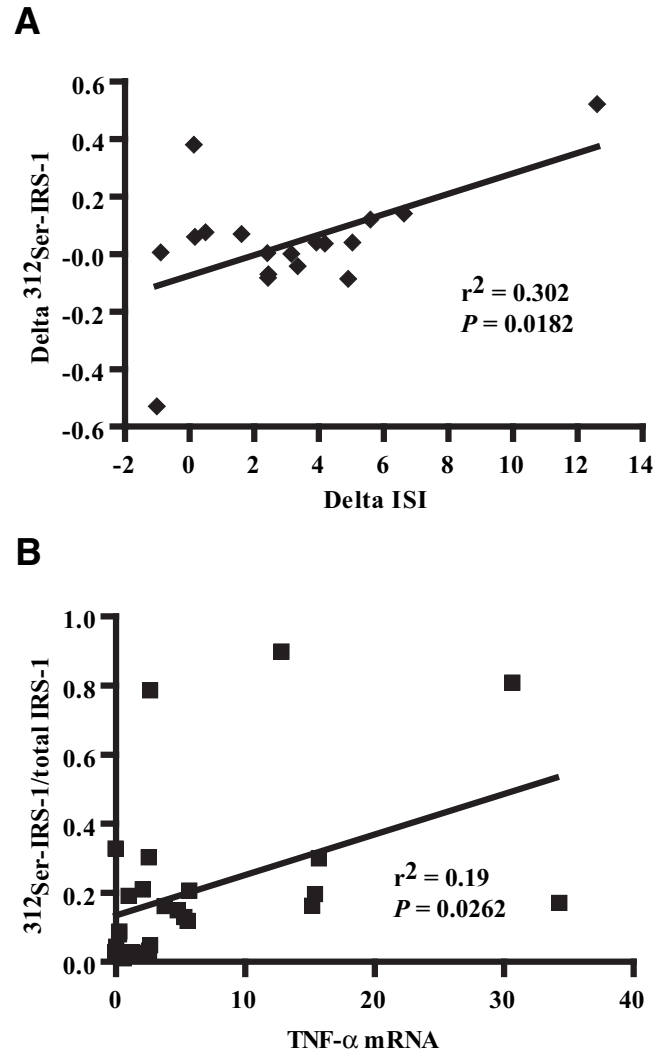 A
0.6
0.4
0.2
-0.0
-0.2
-0.4
-0.6
Delta ³¹²Ser-IRS-1
r² = 0.302
P = 0.0182
-2 0 2 4 6 8 10 12 14
Delta ISI
B
1.0
0.8
0.6
0.4
0.2
0.0
³¹²Ser-IRS-1/total IRS-1
r² = 0.19
P = 0.0262
0 10 20 30 40
TNF-α mRNA